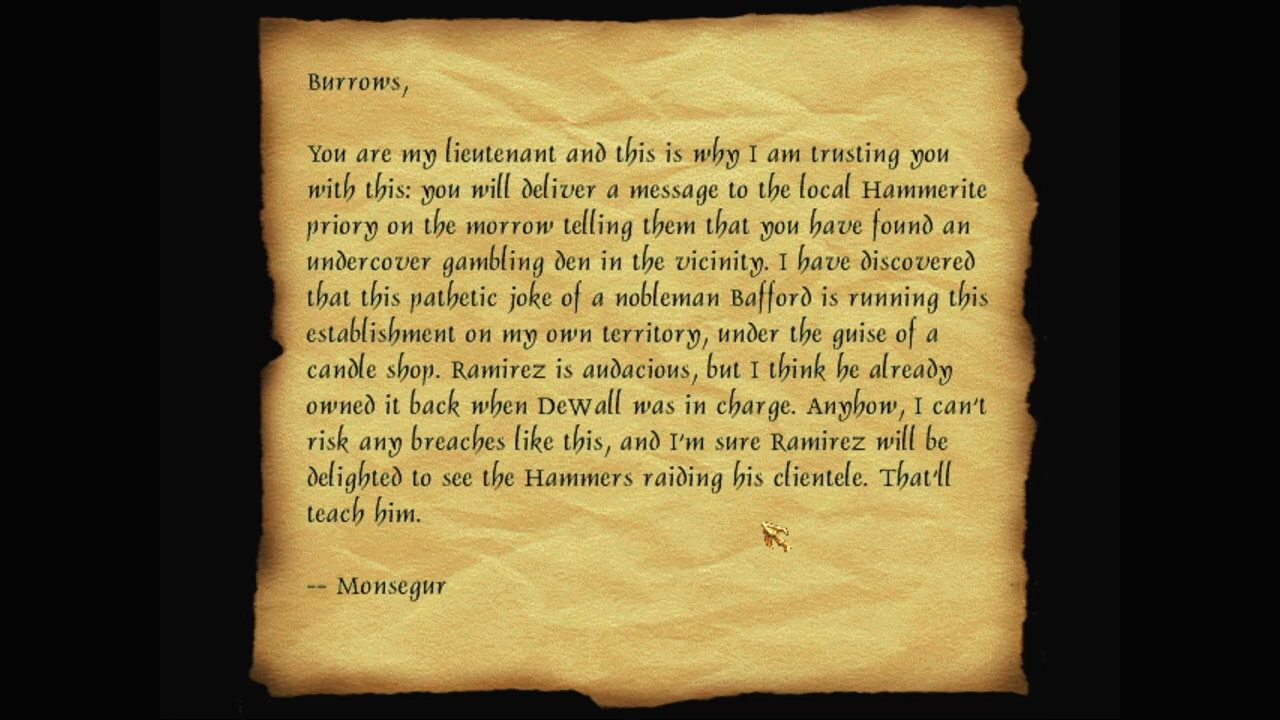 Burrows,
You are my lieutenant and this is why I am trusting you
with this: you will deliver a message to the local Hammerite
priory on the morrow telling them that you have found an
undercover gambling den in the vicinity. I have discovered
that this pathetic joke of a nobleman Bafford is running this
establishment on my own territory, under the guise of a
candle shop. Ramirez is audacious, but I think he already
owned it back when DeWall was in charge. Anyhow, I can't
risk any breaches like this, and I'm sure Ramirez will be
delighted to see the Hammers raiding his clientele. That'll
teach him.
-- Monsegur